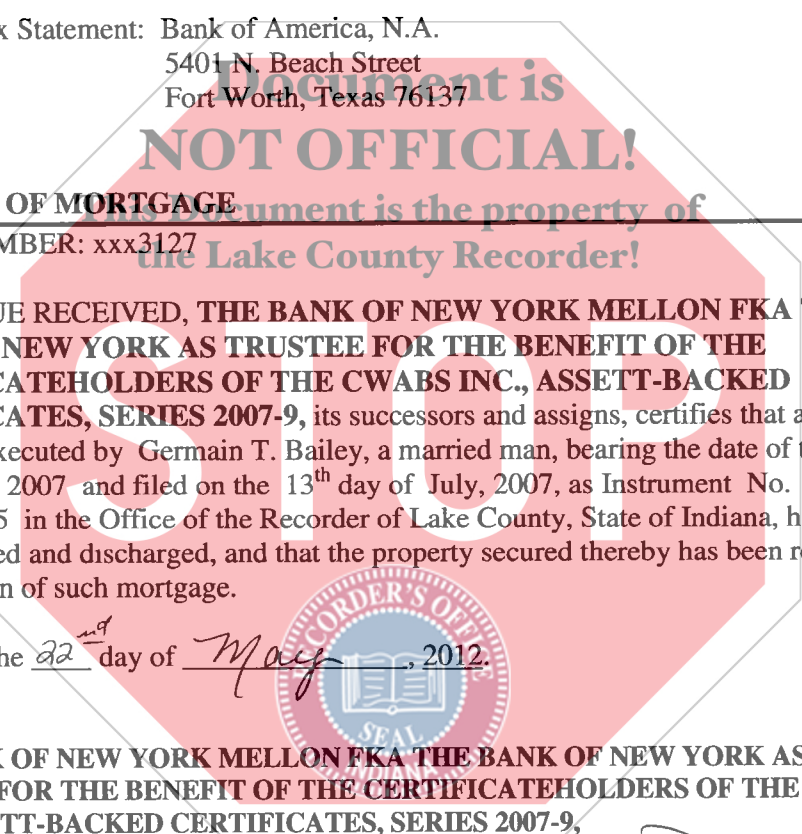 x Statement: Bank of America, N.A.
5401 N. Beach Street
Fort Worth, Texas 76137
Document is
NOT OFFICIAL!
OF MORTGAGE
This Document is the property of
MBER: xxx3127
the Lake County Recorder!
UE RECEIVED, THE BANK OF NEW YORK MELLON FKA
NEW YORK AS TRUSTEE FOR THE BENEFIT OF THE
CATEHOLDERS OF THE CWABS INC., ASSETT-BACKED
CATES, SERIES 2007-9, its successors and assigns, certifies that a
xecuted by Germain T. Bailey, a married man, bearing the date of t
2007 and filed on the 13th day of July, 2007, as Instrument No.
5 in the Office of the Recorder of Lake County, State of Indiana, h
ed and discharged, and that the property secured thereby has been r
n of such mortgage.
STOP
he 22nd day of May, 2012.
RECORDER'S OFFICE
SEAL
INDIANA
K OF NEW YORK MELLON FKA THE BANK OF NEW YORK AS
FOR THE BENEFIT OF THE CERTIFICATEHOLDERS OF THE
TT-BACKED CERTIFICATES, SERIES 2007-9,